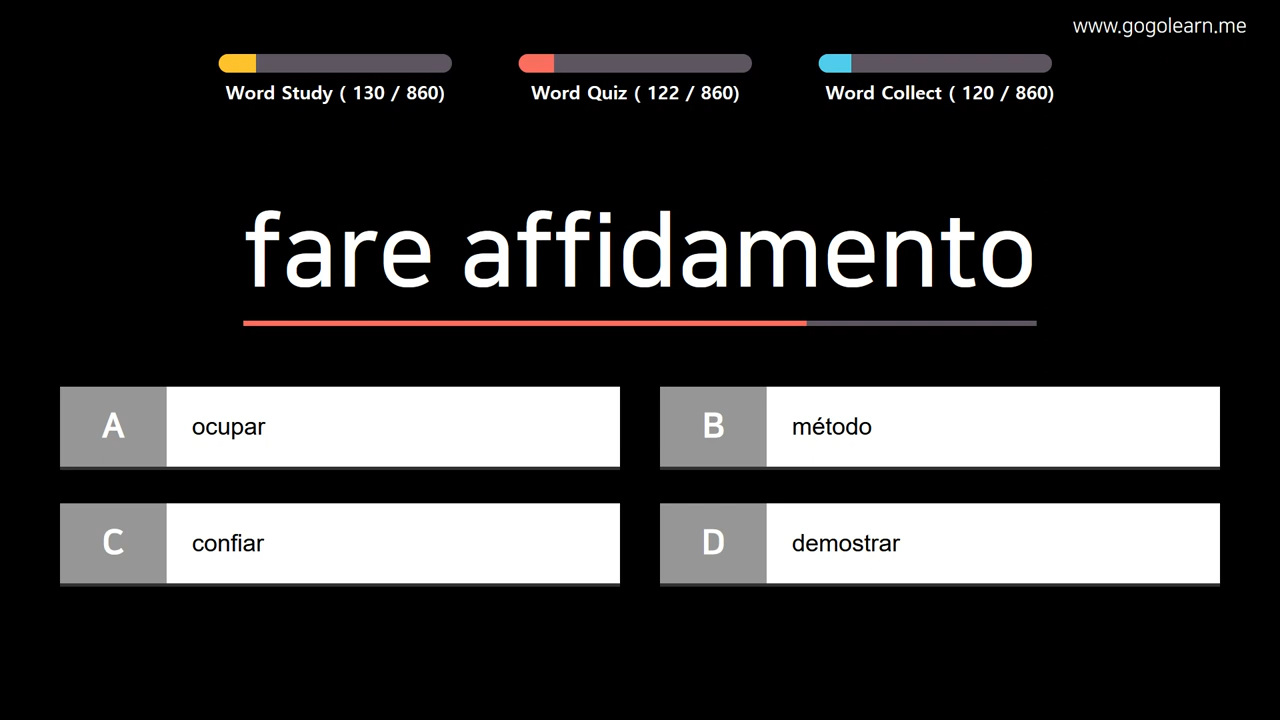 www.gogolearn.me
Word Study ( 130 / 860)
Word Quiz ( 122 / 860)
Word Collect ( 120 / 860)
fare affidamento
A
ocupar
B
método
C
confiar
D
demostrar